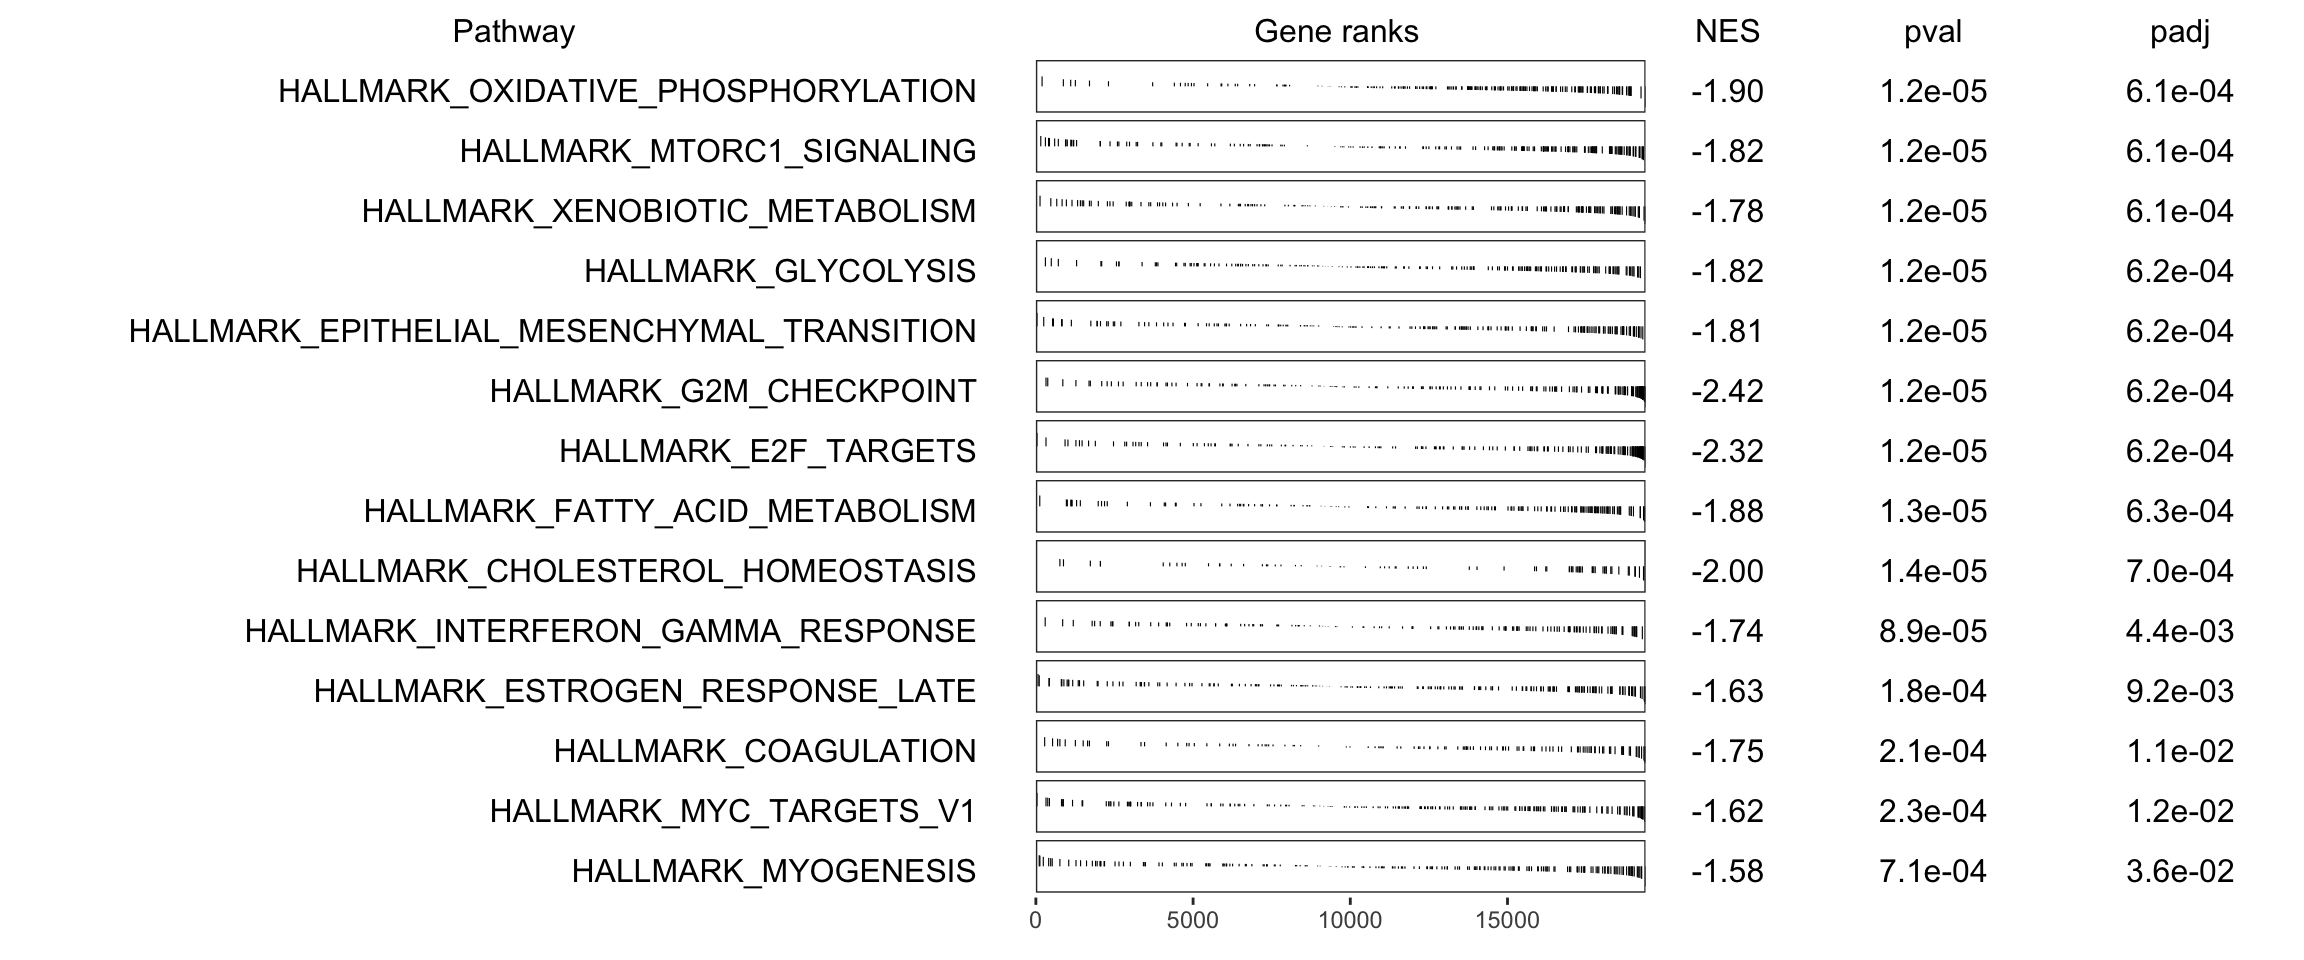 Pathway Gene ranks NES pval padj
HALLMARK_OXIDATIVE_PHOSPHORYLATION -1.90 1.2e-05 6.1e-04
HALLMARK_MTORC1_SIGNALING -1.82 1.2e-05 6.1e-04
HALLMARK_XENOBIOTIC_METABOLISM -1.78 1.2e-05 6.1e-04
HALLMARK_GLYCOLYSIS -1.82 1.2e-05 6.2e-04
HALLMARK_EPITHELIAL_MESENCHYMAL_TRANSITION -1.81 1.2e-05 6.2e-04
HALLMARK_G2M_CHECKPOINT -2.42 1.2e-05 6.2e-04
HALLMARK_E2F_TARGETS -2.32 1.2e-05 6.2e-04
HALLMARK_FATTY_ACID_METABOLISM -1.88 1.3e-05 6.3e-04
HALLMARK_CHOLESTEROL_HOMEOSTASIS -2.00 1.4e-05 7.0e-04
HALLMARK_INTERFERON_GAMMA_RESPONSE -1.74 8.9e-05 4.4e-03
HALLMARK_ESTROGEN_RESPONSE_LATE -1.63 1.8e-04 9.2e-03
HALLMARK_COAGULATION -1.75 2.1e-04 1.1e-02
HALLMARK_MYC_TARGETS_V1 -1.62 2.3e-04 1.2e-02
HALLMARK_MYOGENESIS -1.58 7.1e-04 3.6e-02
0 5000 10000 15000